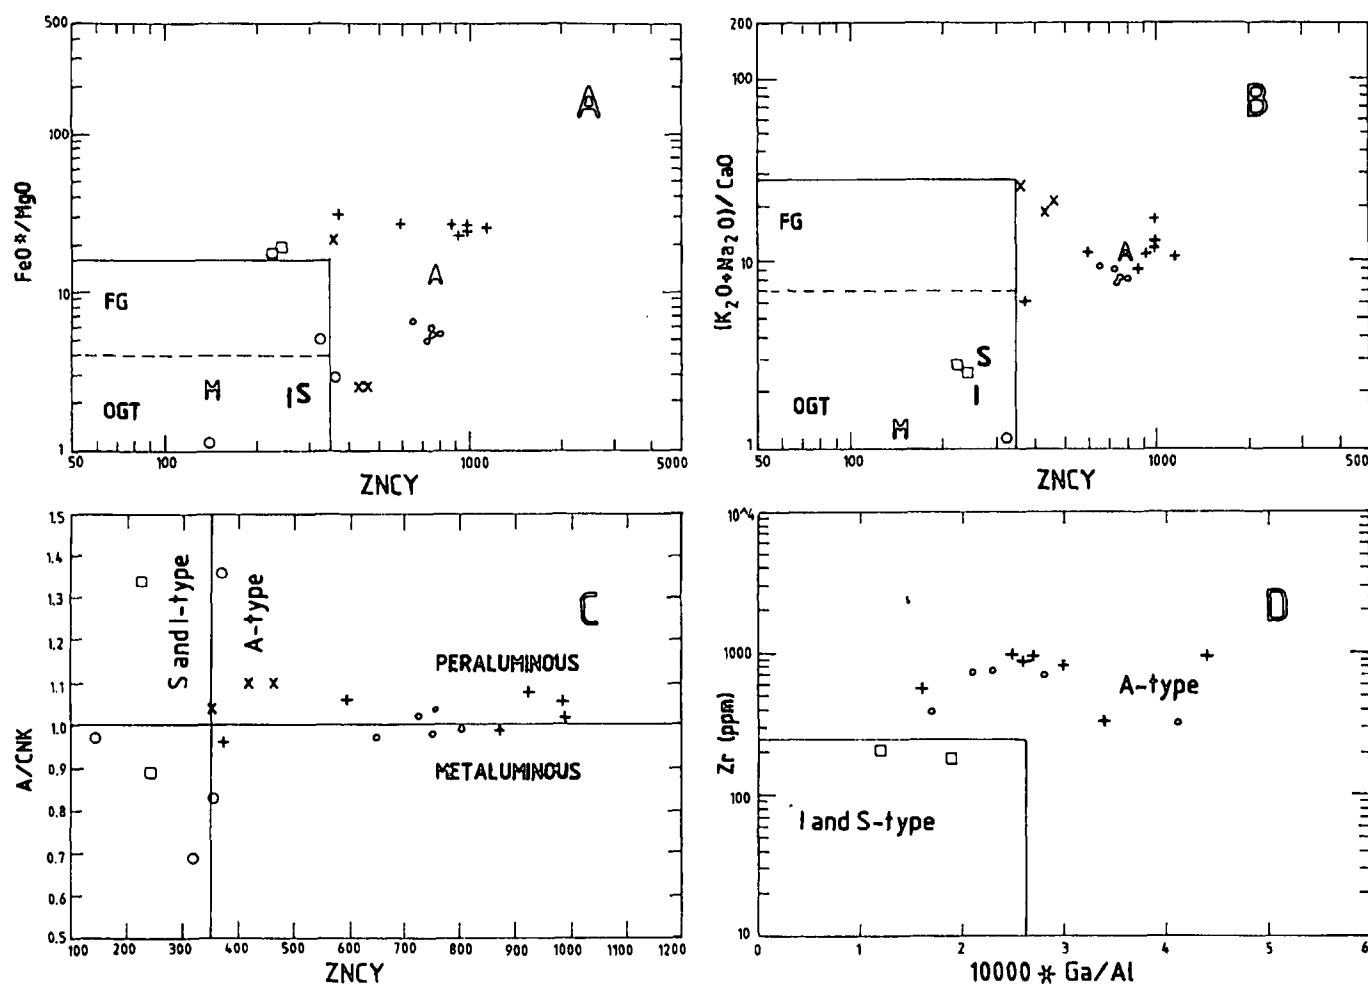 500
100
10
1
FeO*/MgO
A
A
FG
OGT
M
I S
50
100
1000
5000
ZNCY
200
100
10
1
(K2O+Na2O)/CaO
B
A
FG
S
I
OGT
M
50
100
1000
500
ZNCY
1.5
1.4
1.3
1.2
1.1
1.0
0.9
0.8
0.7
0.6
0.5
A/CNK
S and I-type
A-type
C
PERALUMINOUS
METALUMINOUS
100
200
300
400
500
600
700
800
900
1000
1100
1200
ZNCY
10^4
1000
100
10
Zr (ppm)
D
A-type
I and S-type
0
1
2
3
4
5
6
10000 * Ga/Al